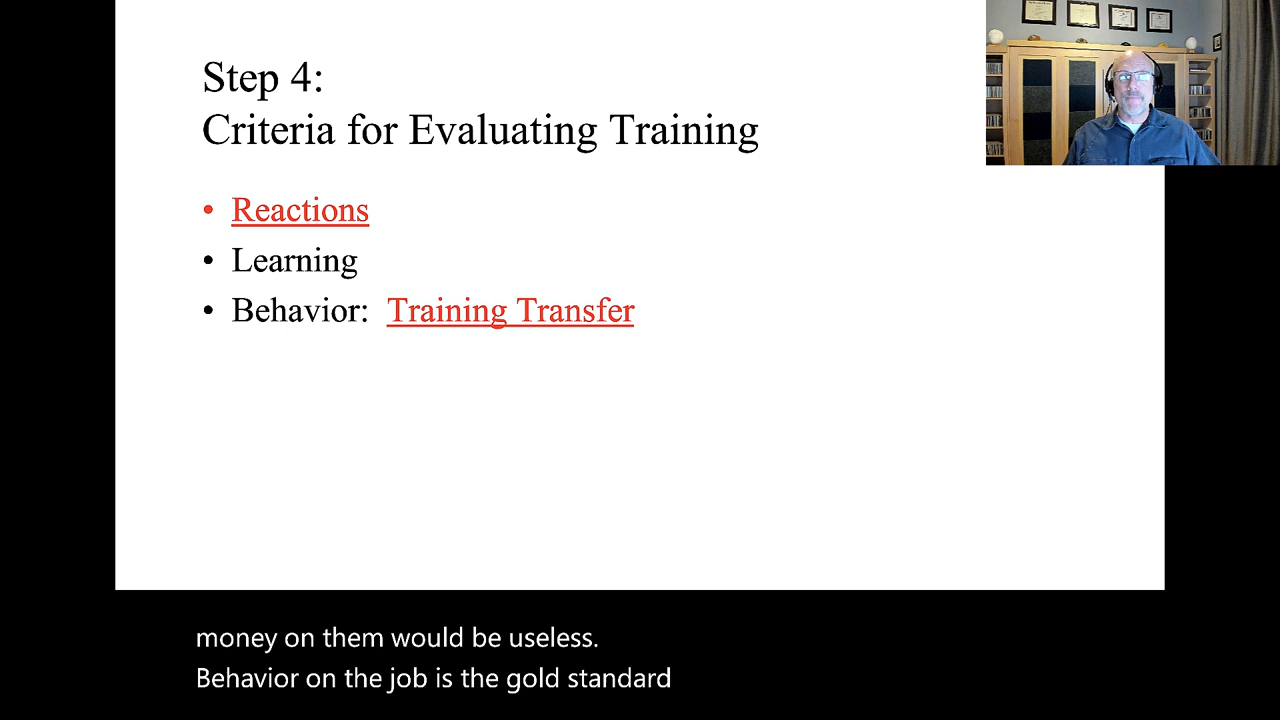 Step 4:
Criteria for Evaluating Training
• Reactions
• Learning
• Behavior: Training Transfer
money on them would be useless.
Behavior on the job is the gold standard